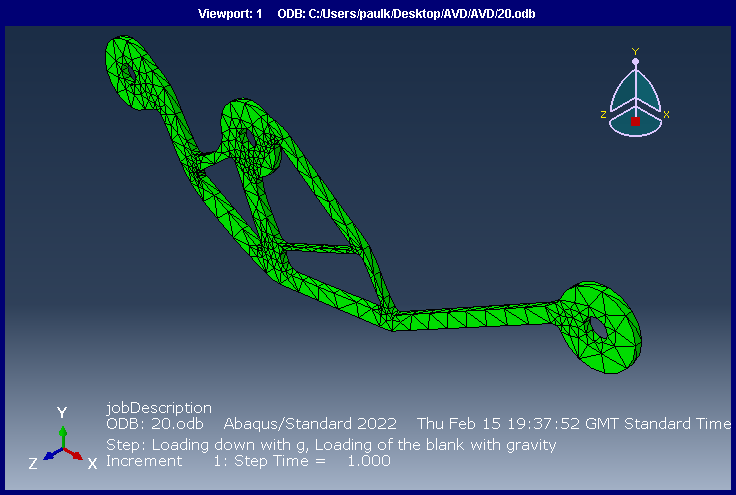 Viewport: 1 ODB: C:/Users/paulk/Desktop/AVD/AVD/20.odb
Y
Z X
Y
Z X
jobDescription
ODB: 20.odb Abaqus/Standard 2022 Thu Feb 15 19:37:52 GMT Standard Time
Step: Loading down with g, Loading of the blank with gravity
Increment 1: Step Time = 1.000